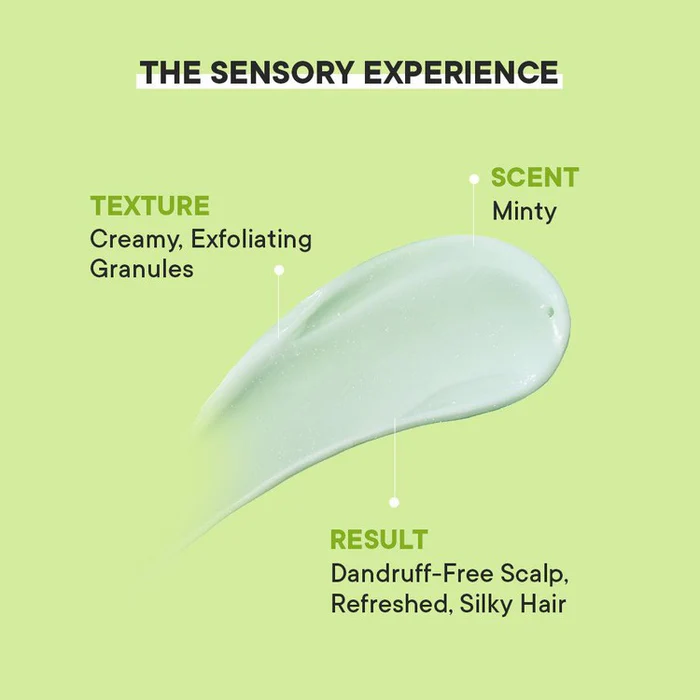 THE SENSORY EXPERIENCE
TEXTURE
Creamy, Exfoliating
Granules
SCENT
Minty
RESULT
Dandruff-Free Scalp,
Refreshed, Silky Hair